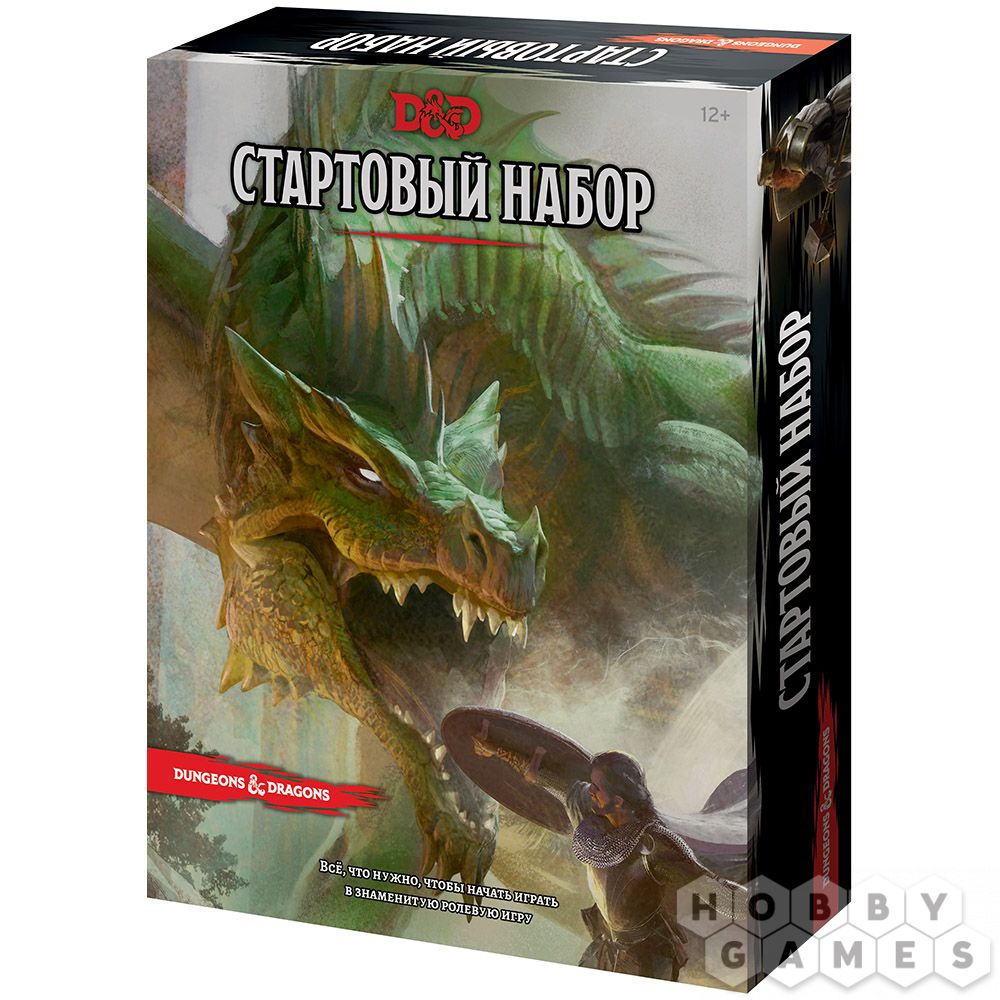 DUNGEONS & DRAGONS
СТАРТОВЫЙ НАБОР
D&D
12+
СТАРТОВЫЙ НАБОР
DUNGEONS & DRAGONS
ВСЁ, ЧТО НУЖНО, ЧТОБЫ НАЧАТЬ ИГРАТЬ
В ЗНАМЕНИТУЮ РОЛЕВУЮ ИГРУ
СТАРТОВЫЙ НАБОР
DUNGEONS & DRAGONS
HOBBY
GAMES